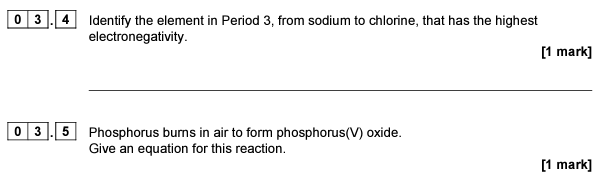 0 3 . 4 Identify the element in Period 3, from sodium to chlorine, that has the highest
electronegativity.
[1 mark]
0 3 . 5 Phosphorus burns in air to form phosphorus(V) oxide.
Give an equation for this reaction.
[1 mark]